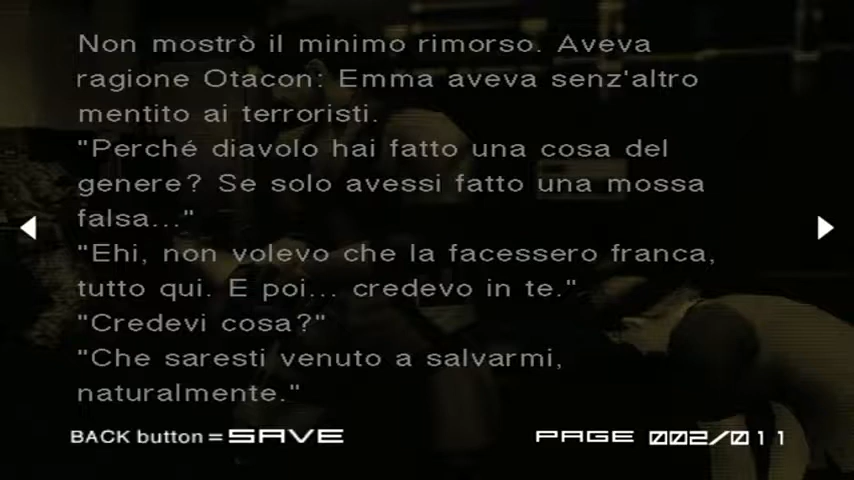 Non mostrò il minimo rimorso. Aveva
ragione Otacon: Emma aveva senz'altro
mentito ai terroristi.
"Perché diavolo hai fatto una cosa del
genere? Se solo avessi fatto una mossa
falsa..."
"Ehi, non volevo che la facessero franca,
tutto qui. E poi... credevo in te."
"Credevi cosa?"
"Che saresti venuto a salvarmi,
naturalmente."
BACK button = SAVE PAGE 002/011